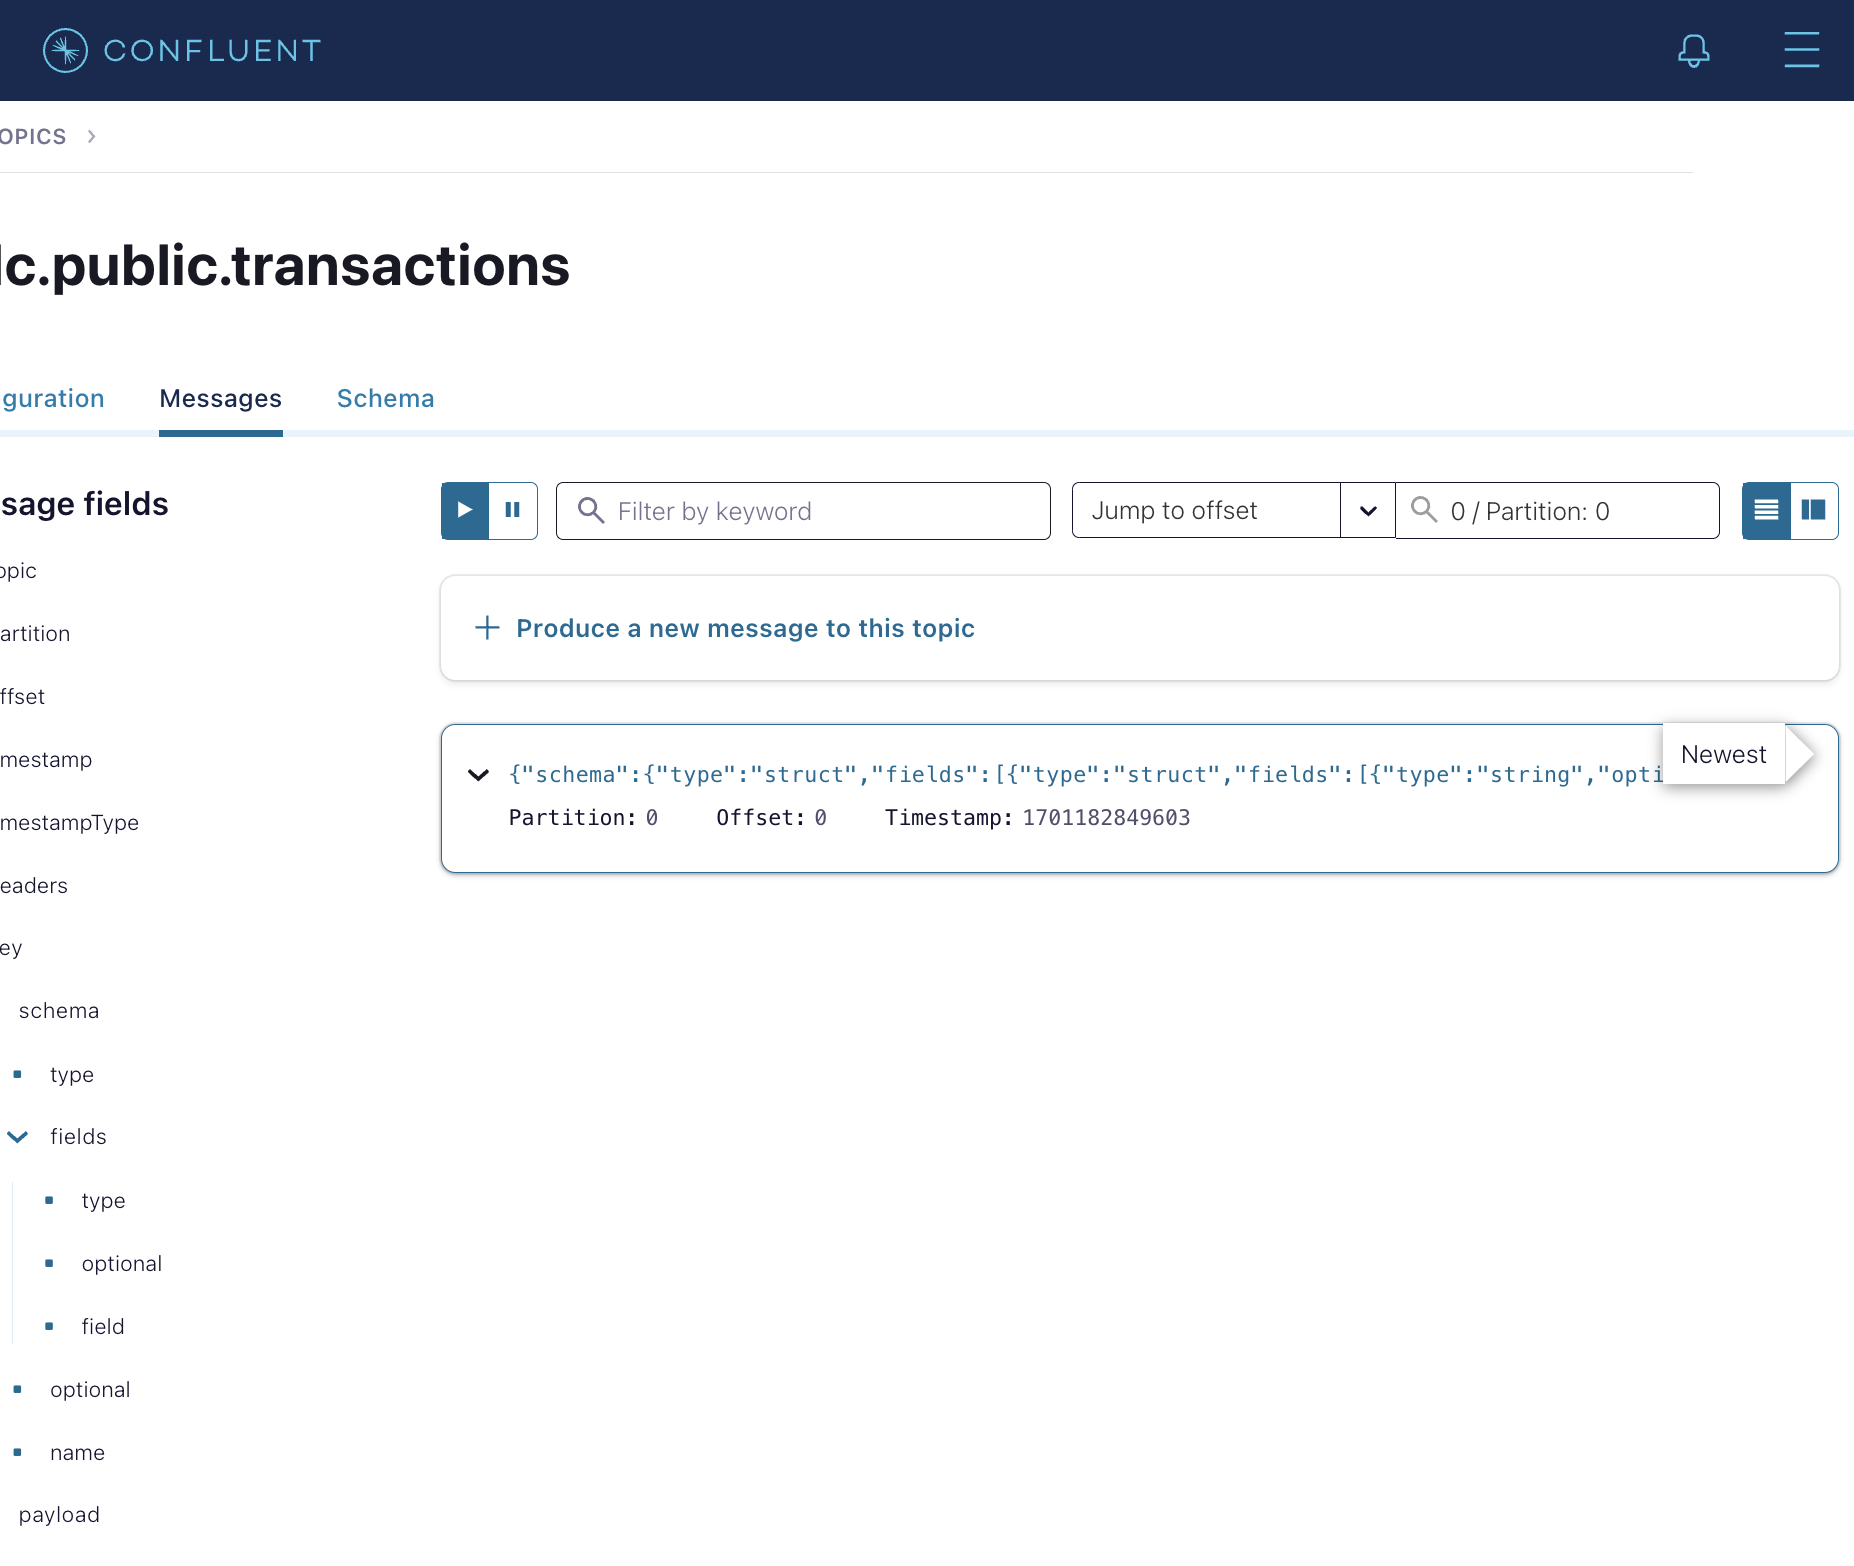 CONFLUENT
OPICS
lc.public.transactions
guration Messages Schema
sage fields
Filter by keyword
Jump to offset
0 / Partition: 0
opic
artition
ffset
mestamp
mestampType
eaders
ey
schema
type
fields
type
optional
field
optional
name
payload
Produce a new message to this topic
{"schema":{"type":"struct","fields":[{"type":"struct","fields":[{"type":"string","opti
Newest
Partition: 0 Offset: 0 Timestamp: 1701182849603